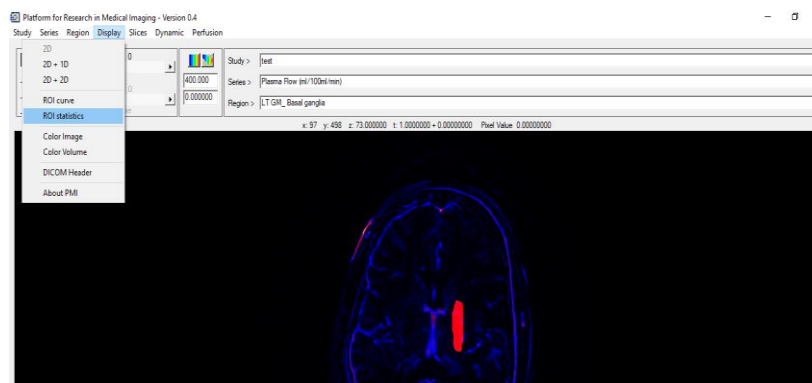 Platform for Research in Medical Imaging - Version 0.4
Study Series Region Display Slices Dynamic Perfusion
2D
2D + 1D
2D + 2D
ROI curve
ROI statistics
Color Image
Color Volume
DICOM Header
About PMI
0
400.000
0.000000
Study > test
Series > Plasma Flow (ml/100ml/min)
Region > LT GM_ Basal ganglia
x: 97 y: 498 z: 73.000000 t: 1.0000000 + 0.00000000 Pixel Value 0.00000000